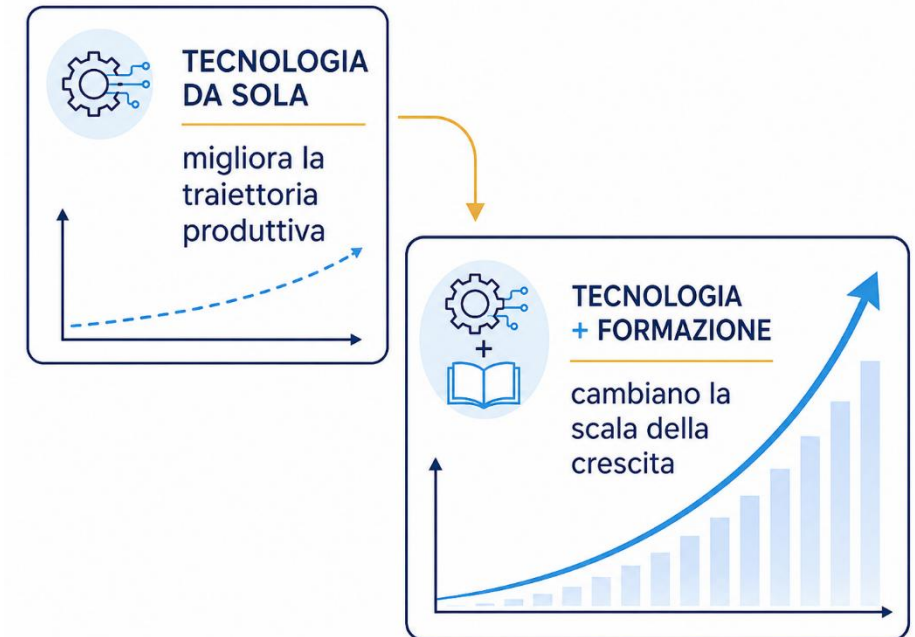 TECNOLOGIA
DA SOLA
migliora la
traiettoria
produttiva
TECNOLOGIA
+ FORMAZIONE
cambiano la
scala della
crescita